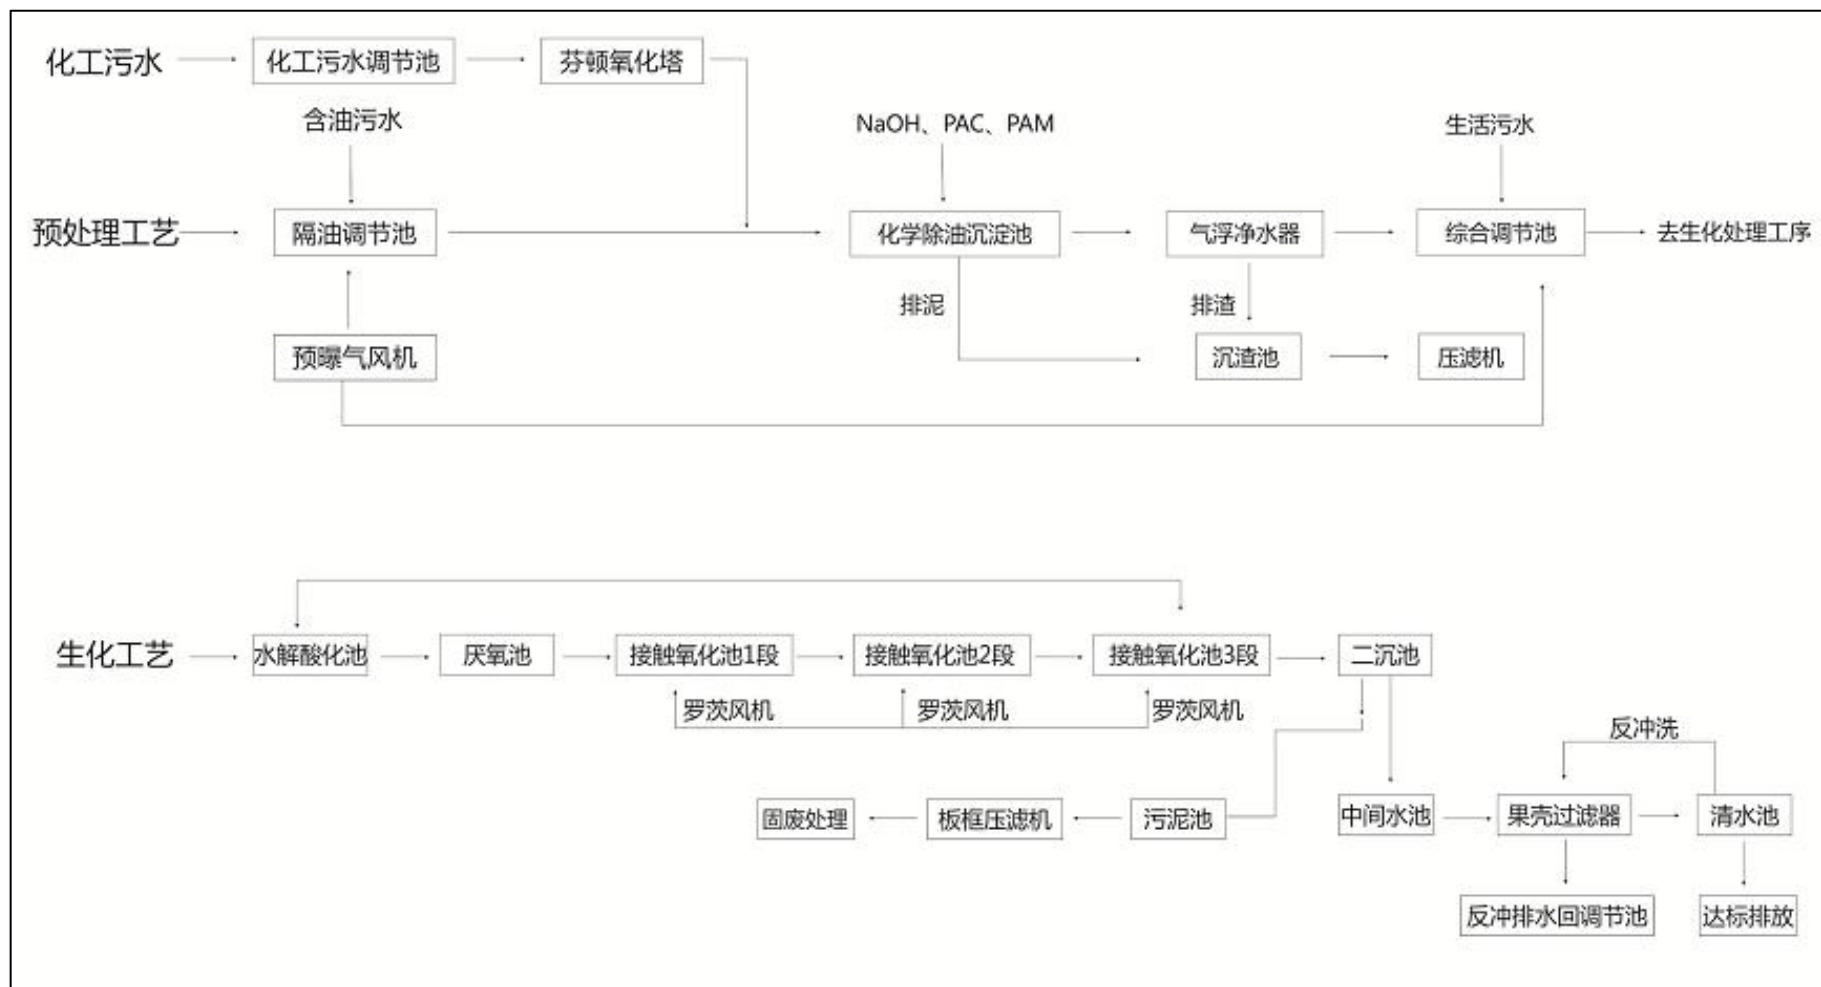 化工污水
化工污水调节池
芬顿氧化塔
含油污水
NaOH、PAC、PAM
生活污水
预处理工艺
隔油调节池
化学除油沉淀池
气浮净水器
综合调节池
去生化处理工序
排泥
排渣
预曝气风机
沉渣池
压滤机
生化工艺
水解酸化池
厌氧池
接触氧化池1段
接触氧化池2段
接触氧化池3段
二沉池
罗茨风机
罗茨风机
罗茨风机
反冲洗
固废处理
板框压滤机
污泥池
中间水池
果壳过滤器
清水池
反冲排水回调节池
达标排放